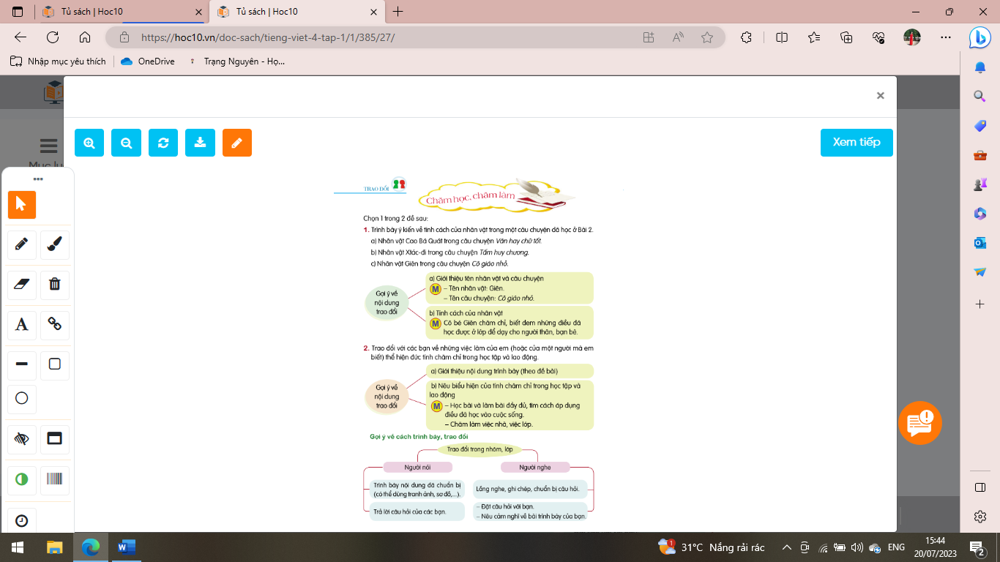 Tủ sách | Hoc10
Tủ sách | Hoc10
https://hoc10.vn/doc-sach/tieng-viet-4-tap-1/1/385/27/
Nhập mục yêu thích
OneDrive
Trạng Nguyên - Họ...
Xem tiếp
TRAO ĐỔI
Chăm học, chăm làm
Chọn 1 trong 2 đề sau:
1. Trình bày ý kiến về tính cách của nhân vật trong một câu chuyện đã học ở Bài 2.
a) Nhân vật Cao Bá Quát trong câu chuyện Văn hay chữ tốt.
b) Nhân vật Xtác-đi trong câu chuyện Tấm huy chương.
c) Nhân vật Giên trong câu chuyện Cô giáo nhỏ.
Gợi ý về
nội dung
trao đổi
a) Giới thiệu tên nhân vật và câu chuyện
M – Tên nhân vật: Giên.
– Tên câu chuyện: Cô giáo nhỏ.
b) Tính cách của nhân vật
M Cô bé Giên chăm chỉ, biết đem những điều đã
học được ở lớp để dạy cho người thân, bạn bè.
2. Trao đổi với các bạn về những việc làm của em (hoặc của một người mà em
biết) thể hiện đức tính chăm chỉ trong học tập và lao động.
Gợi ý về
nội dung
trao đổi
a) Giới thiệu nội dung trình bày (theo đề bài)
b) Nêu biểu hiện của tính chăm chỉ trong học tập và
lao động
M – Học bài và làm bài đầy đủ, tìm cách áp dụng
điều đã học vào cuộc sống.
– Chăm làm việc nhà, việc lớp.
Gợi ý về cách trình bày, trao đổi
Trao đổi trong nhóm, lớp
Người nói
Người nghe
Trình bày nội dung đã chuẩn bị
(có thể dùng tranh ảnh, sơ đồ,...).
Lắng nghe, ghi chép, chuẩn bị câu hỏi.
Trả lời câu hỏi của các bạn.
– Đặt câu hỏi với bạn.
– Nêu cảm nghĩ về bài trình bày của bạn.
31°C Nắng rải rác
ENG
15:44
20/07/2023